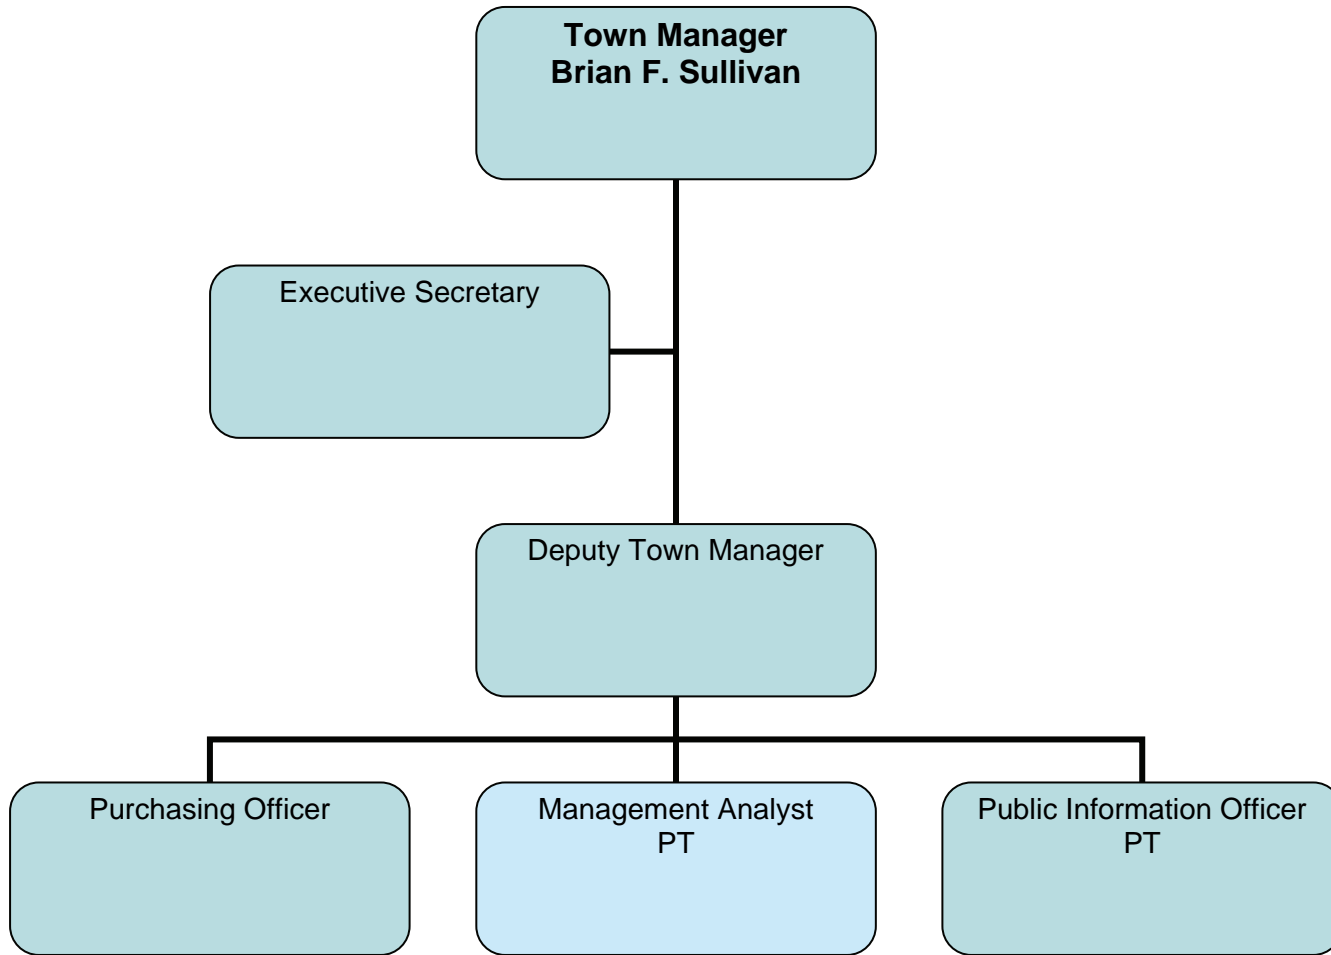 Town Manager
Brian F. Sullivan
Executive Secretary
Deputy Town Manager
Purchasing Officer
Management Analyst
PT
Public Information Officer
PT